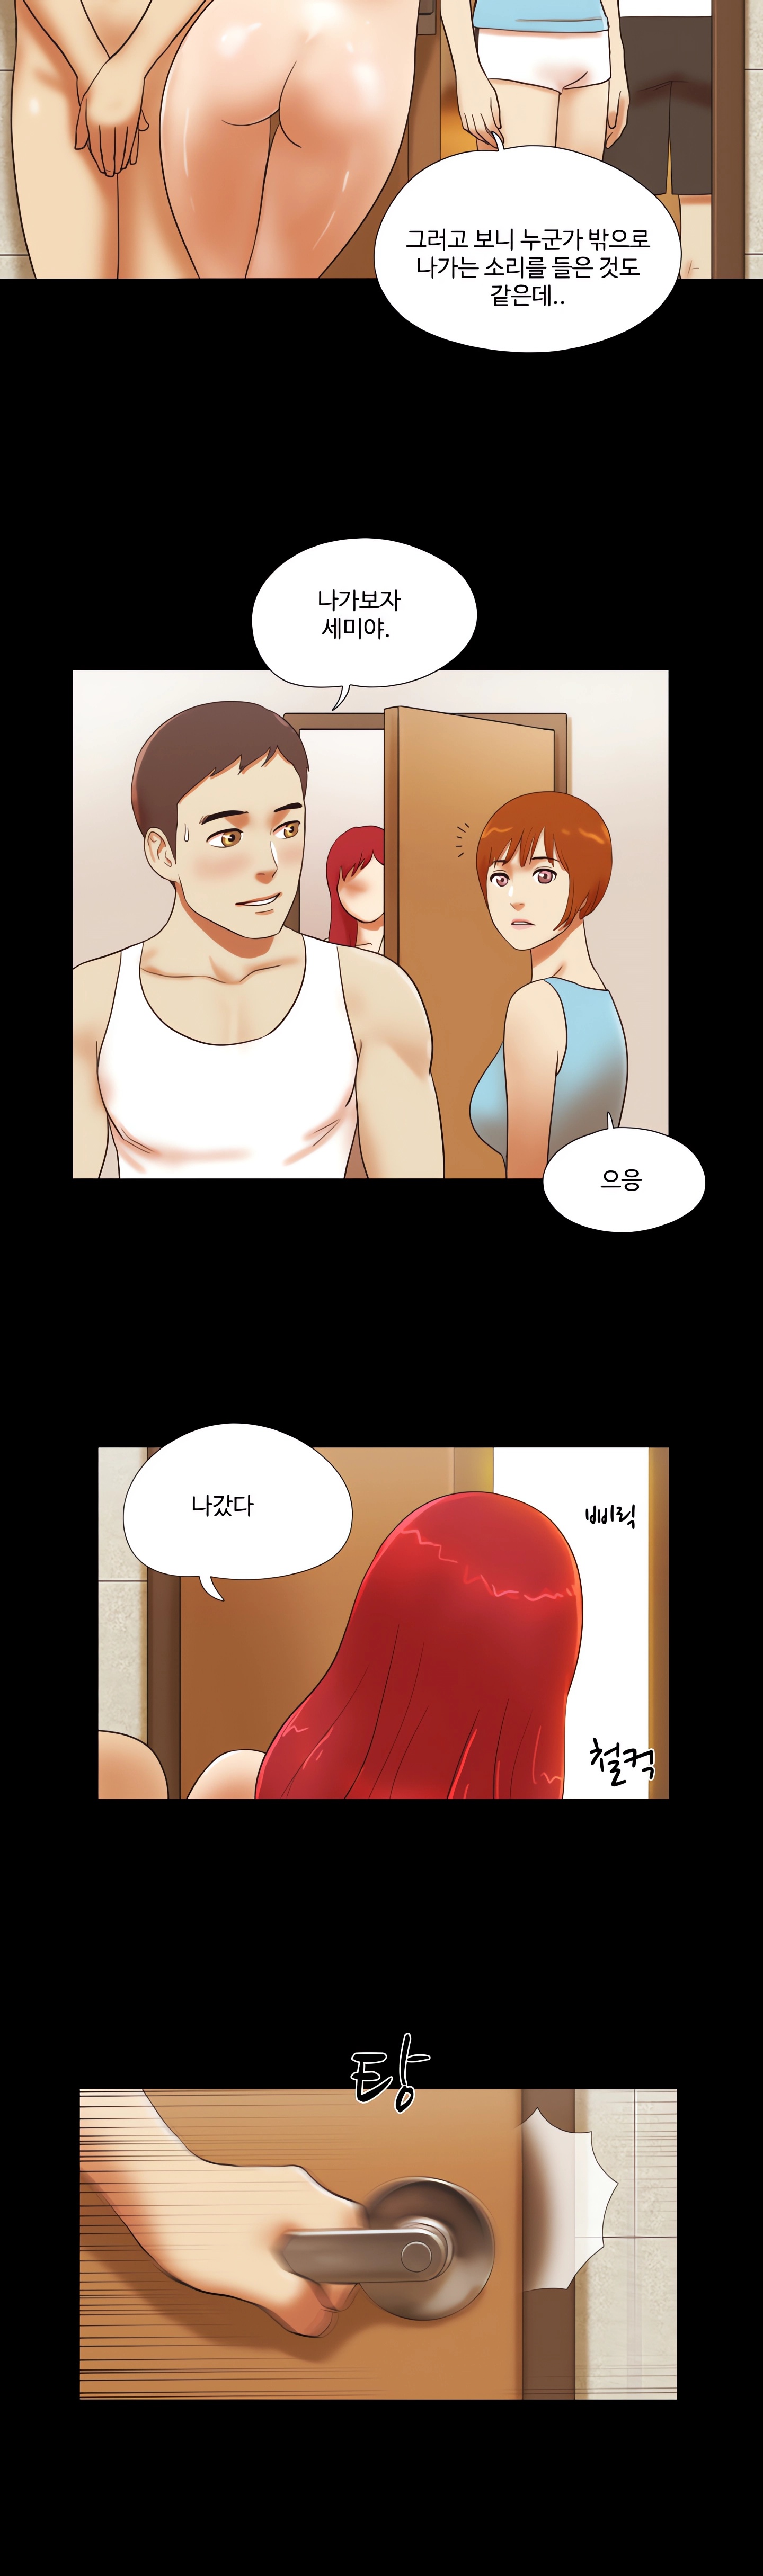 그러고 보니 누군가 밖으로
나가는 소리를 들은 것도
같은데..
나가보자
세미야.
으응
나갔다
삐리릭
철컥
탕